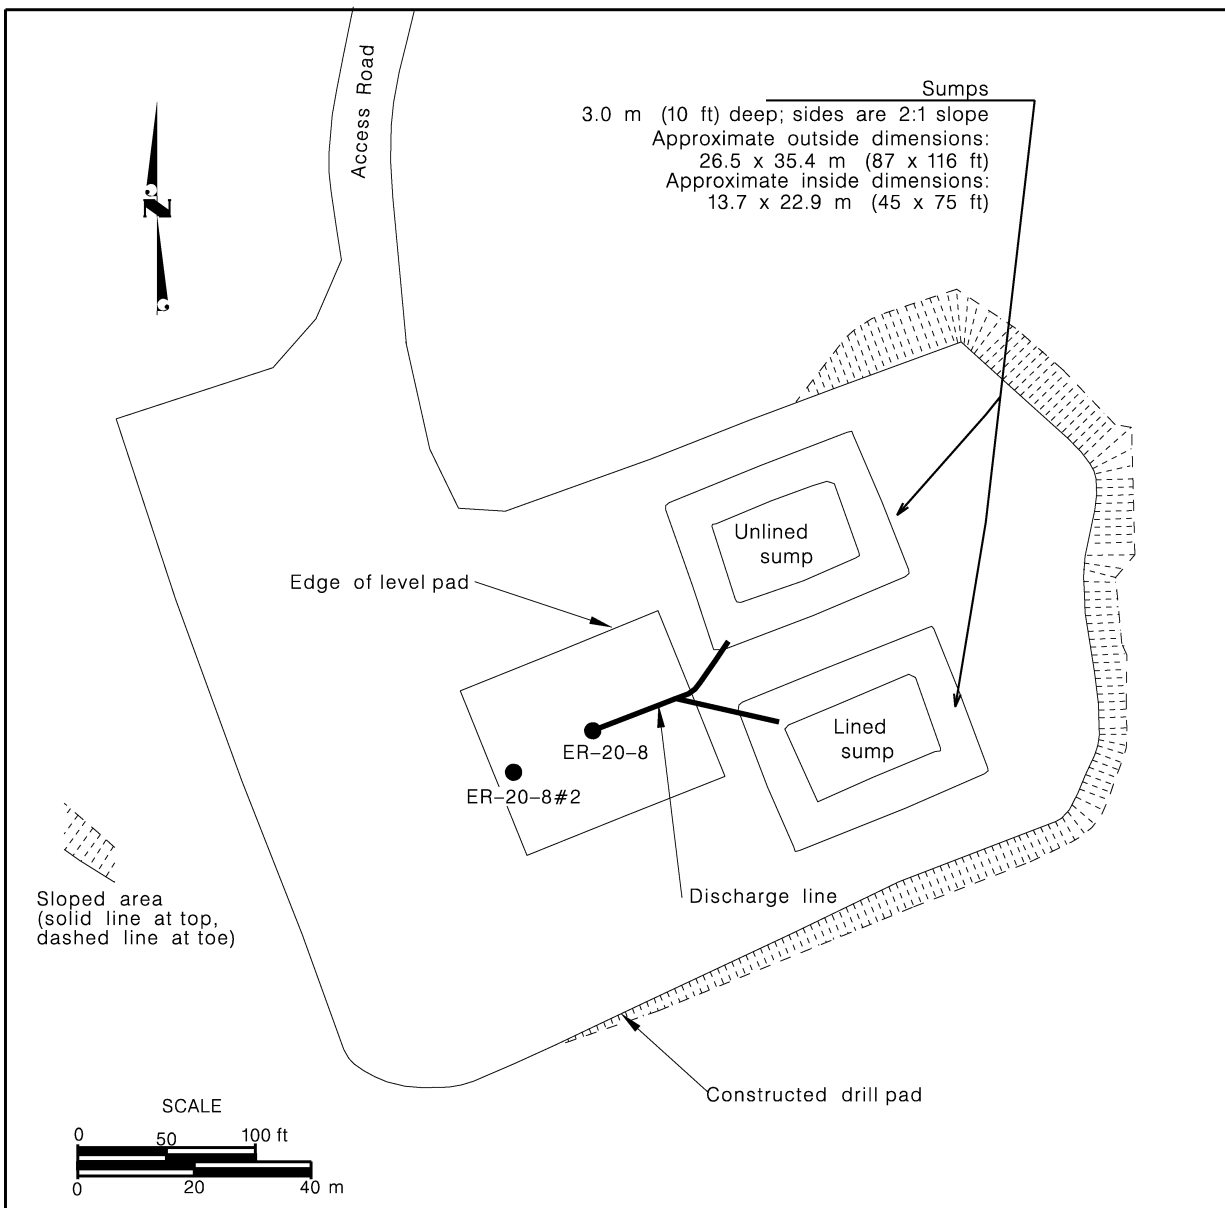 Access Road
Sumps
3.0 m (10 ft) deep; sides are 2:1 slope
Approximate outside dimensions:
26.5 x 35.4 m (87 x 116 ft)
Approximate inside dimensions:
13.7 x 22.9 m (45 x 75 ft)
N
Unlined
sump
Edge of level pad
Lined
sump
ER-20-8
ER-20-8#2
Discharge line
Sloped area
(solid line at top,
dashed line at toe)
Constructed drill pad
SCALE
0 50 100 ft
0 20 40 m